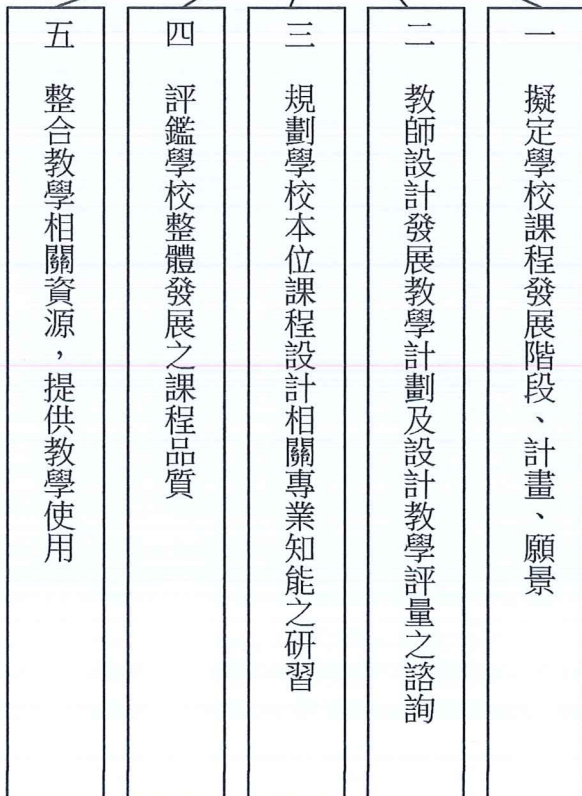 一 擬定學校課程發展階段、計畫、願景
二 教師設計發展教學計劃及設計教學評量之諮詢
三 規劃學校本位課程設計相關專業知能之研習
四 評鑑學校整體發展之課程品質
五 整合教學相關資源，提供教學使用